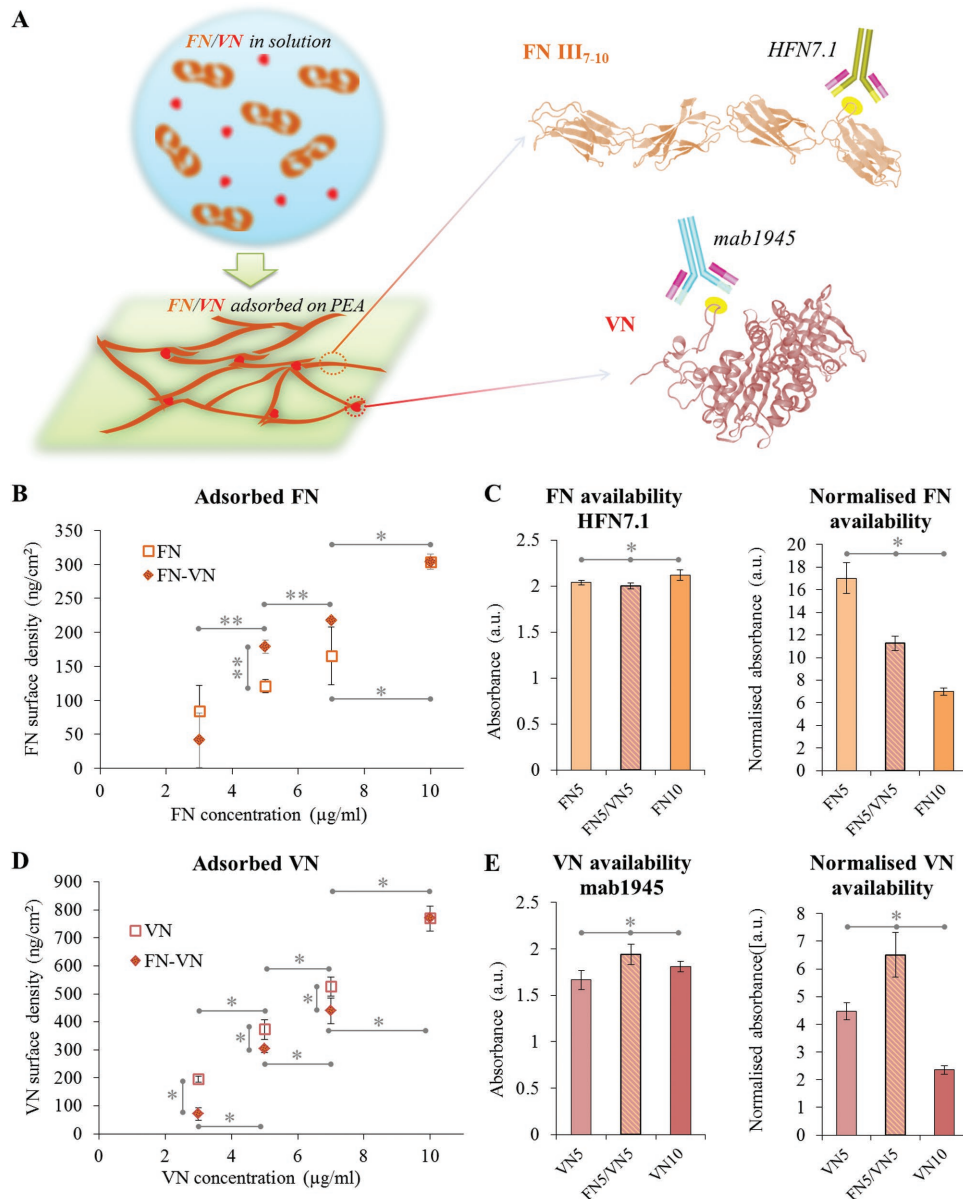 A
FN/VN in solution
FN/VN adsorbed on PEA
FN III7-10
HFN7.1
mab1945
VN
B
Adsorbed FN
FN surface density (ng/cm²)
350
300
250
200
150
100
50
0
FN
FN-VN
*
**
**
**
*
0 2 4 6 8 10
FN concentration (µg/ml)
C
FN availability
HFN7.1
Absorbance (a.u.)
2.5
2
1.5
1
0.5
0
*
FN5 FN5/VN5 FN10
Normalised FN
availability
Normalised absorbance (a.u.)
20
18
16
14
12
10
8
6
4
2
0
*
FN5 FN5/VN5 FN10
D
Adsorbed VN
VN surface density (ng/cm²)
900
800
700
600
500
400
300
200
100
0
VN
FN-VN
*
*
*
*
*
*
*
*
*
0 2 4 6 8 10
VN concentration (µg/ml)
E
VN availability
mab1945
Absorbance (a.u.)
2.5
2
1.5
1
0.5
0
*
VN5 FN5/VN5 VN10
Normalised VN
availability
Normalised absorbance([a.u.)
8
7
6
5
4
3
2
1
0
*
VN5 FN5/VN5 VN10